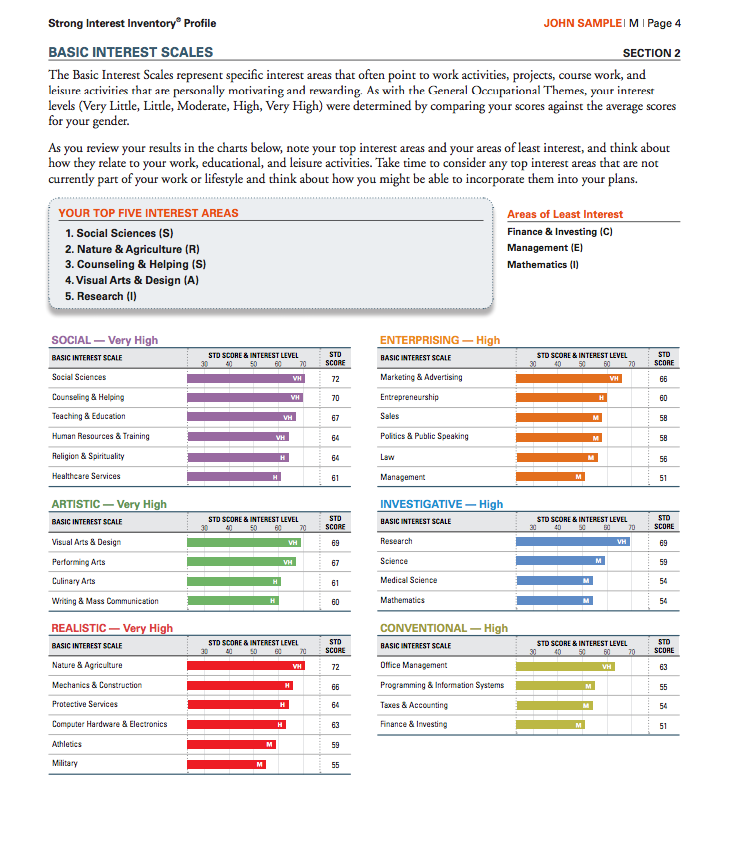 Strong Interest Inventory® Profile
JOHN SAMPLE| M | Page 4
BASIC INTEREST SCALES
SECTION 2
The Basic Interest Scales represent specific interest areas that often point to work activities, projects, course work, and
leisure activities that are personally motivating and rewarding. As with the General Occupational Themes, your interest
levels (Very Little, Little, Moderate, High, Very High) were determined by comparing your scores against the average scores
for your gender.
As you review your results in the charts below, note your top interest areas and your areas of least interest, and think about
how they relate to your work, educational, and leisure activities. Take time to consider any top interest areas that are not
currently part of your work or lifestyle and think about how you might be able to incorporate them into your plans.
YOUR TOP FIVE INTEREST AREAS
1. Social Sciences (S)
2. Nature & Agriculture (R)
3. Counseling & Helping (S)
4. Visual Arts & Design (A)
5. Research (I)
Areas of Least Interest
Finance & Investing (C)
Management (E)
Mathematics (I)
SOCIAL — Very High
BASIC INTEREST SCALE STD SCORE & INTEREST LEVEL STD SCORE
30 40 50 60 70
Social Sciences VH 72
Counseling & Helping VH 70
Teaching & Education VH 67
Human Resources & Training VH 64
Religion & Spirituality H 64
Healthcare Services H 61
ARTISTIC — Very High
BASIC INTEREST SCALE STD SCORE & INTEREST LEVEL STD SCORE
30 40 50 60 70
Visual Arts & Design VH 69
Performing Arts VH 67
Culinary Arts H 61
Writing & Mass Communication H 60
REALISTIC — Very High
BASIC INTEREST SCALE STD SCORE & INTEREST LEVEL STD SCORE
30 40 50 60 70
Nature & Agriculture VH 72
Mechanics & Construction H 66
Protective Services H 64
Computer Hardware & Electronics H 63
Athletics M 59
Military M 55
ENTERPRISING — High
BASIC INTEREST SCALE STD SCORE & INTEREST LEVEL STD SCORE
30 40 50 60 70
Marketing & Advertising VH 66
Entrepreneurship H 60
Sales M 58
Politics & Public Speaking M 58
Law M 56
Management M 51
INVESTIGATIVE — High
BASIC INTEREST SCALE STD SCORE & INTEREST LEVEL STD SCORE
30 40 50 60 70
Research VH 69
Science M 59
Medical Science M 54
Mathematics M 54
CONVENTIONAL — High
BASIC INTEREST SCALE STD SCORE & INTEREST LEVEL STD SCORE
30 40 50 60 70
Office Management VH 63
Programming & Information Systems M 55
Taxes & Accounting M 54
Finance & Investing M 51